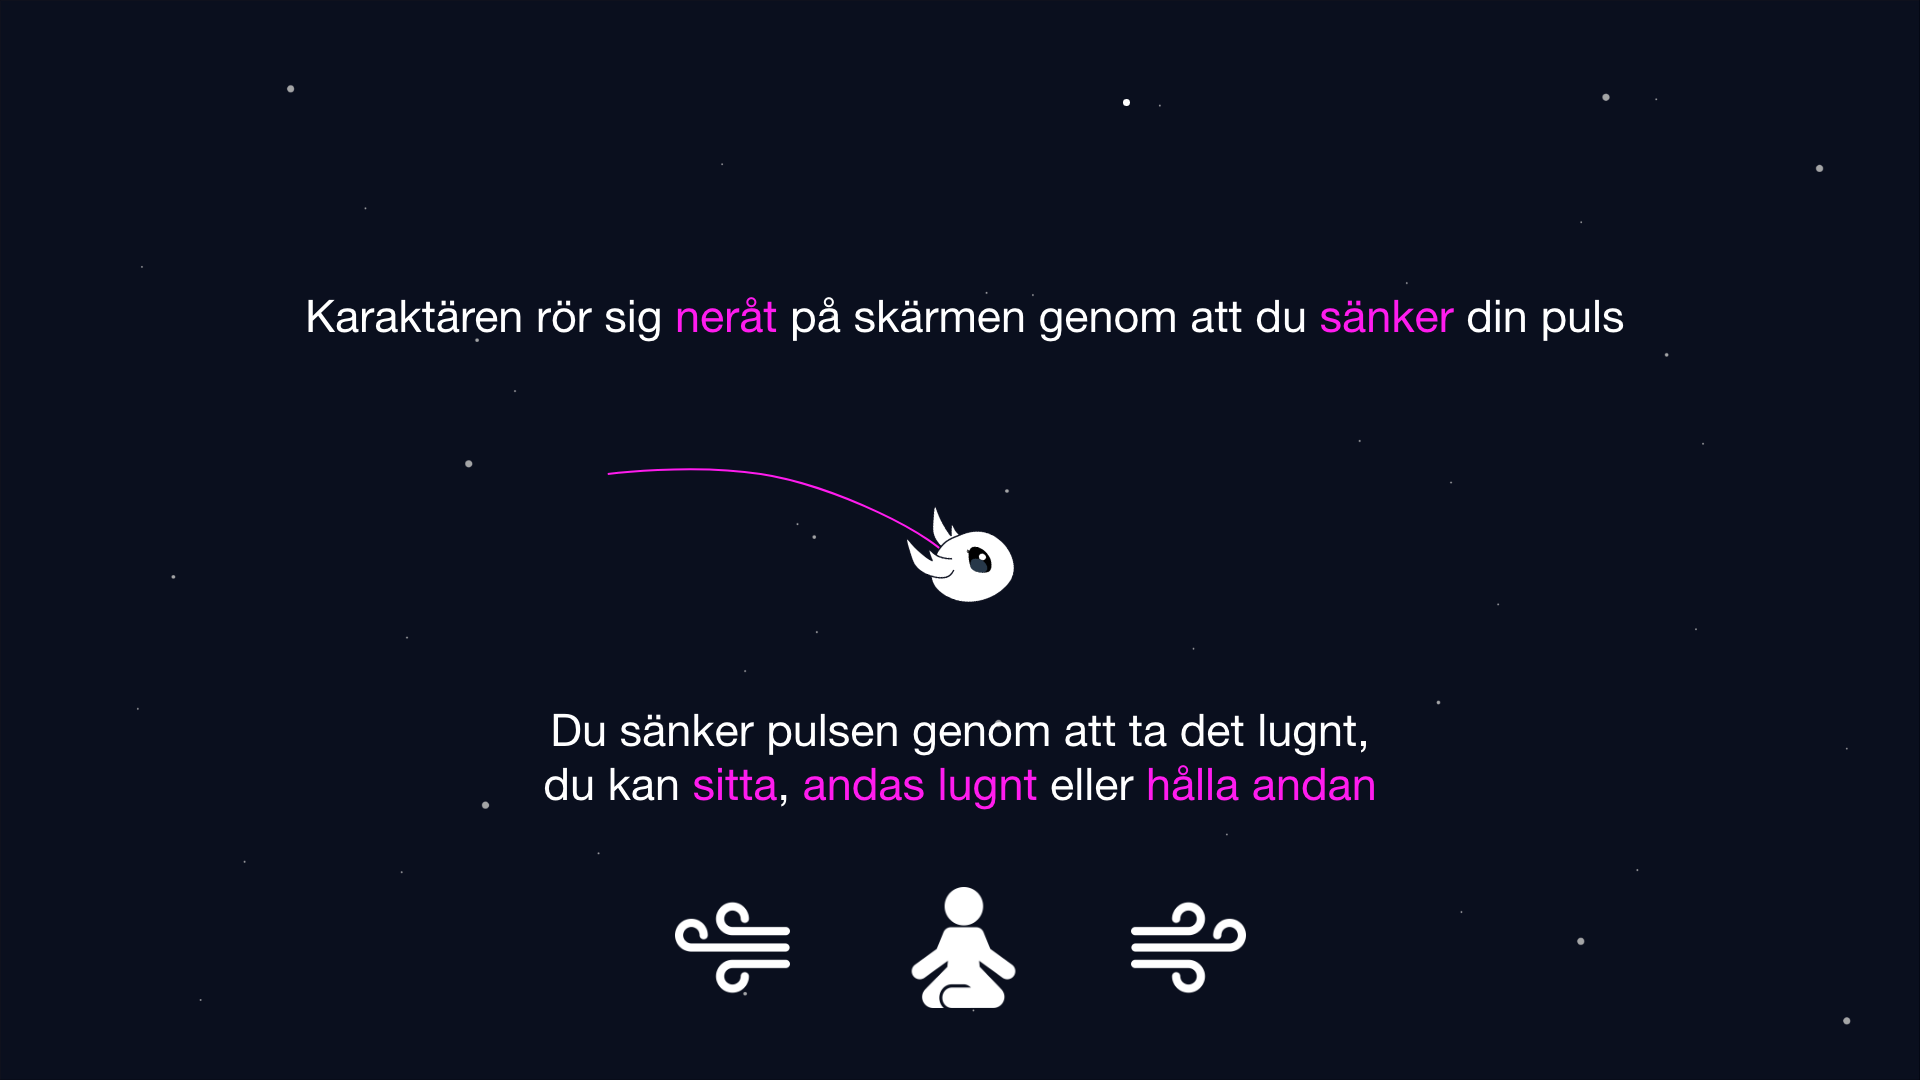 Karaktären rör sig neråt på skärmen genom att du sänker din puls
Du sänker pulsen genom att ta det lugnt,
du kan sitta, andas lugnt eller hålla andan